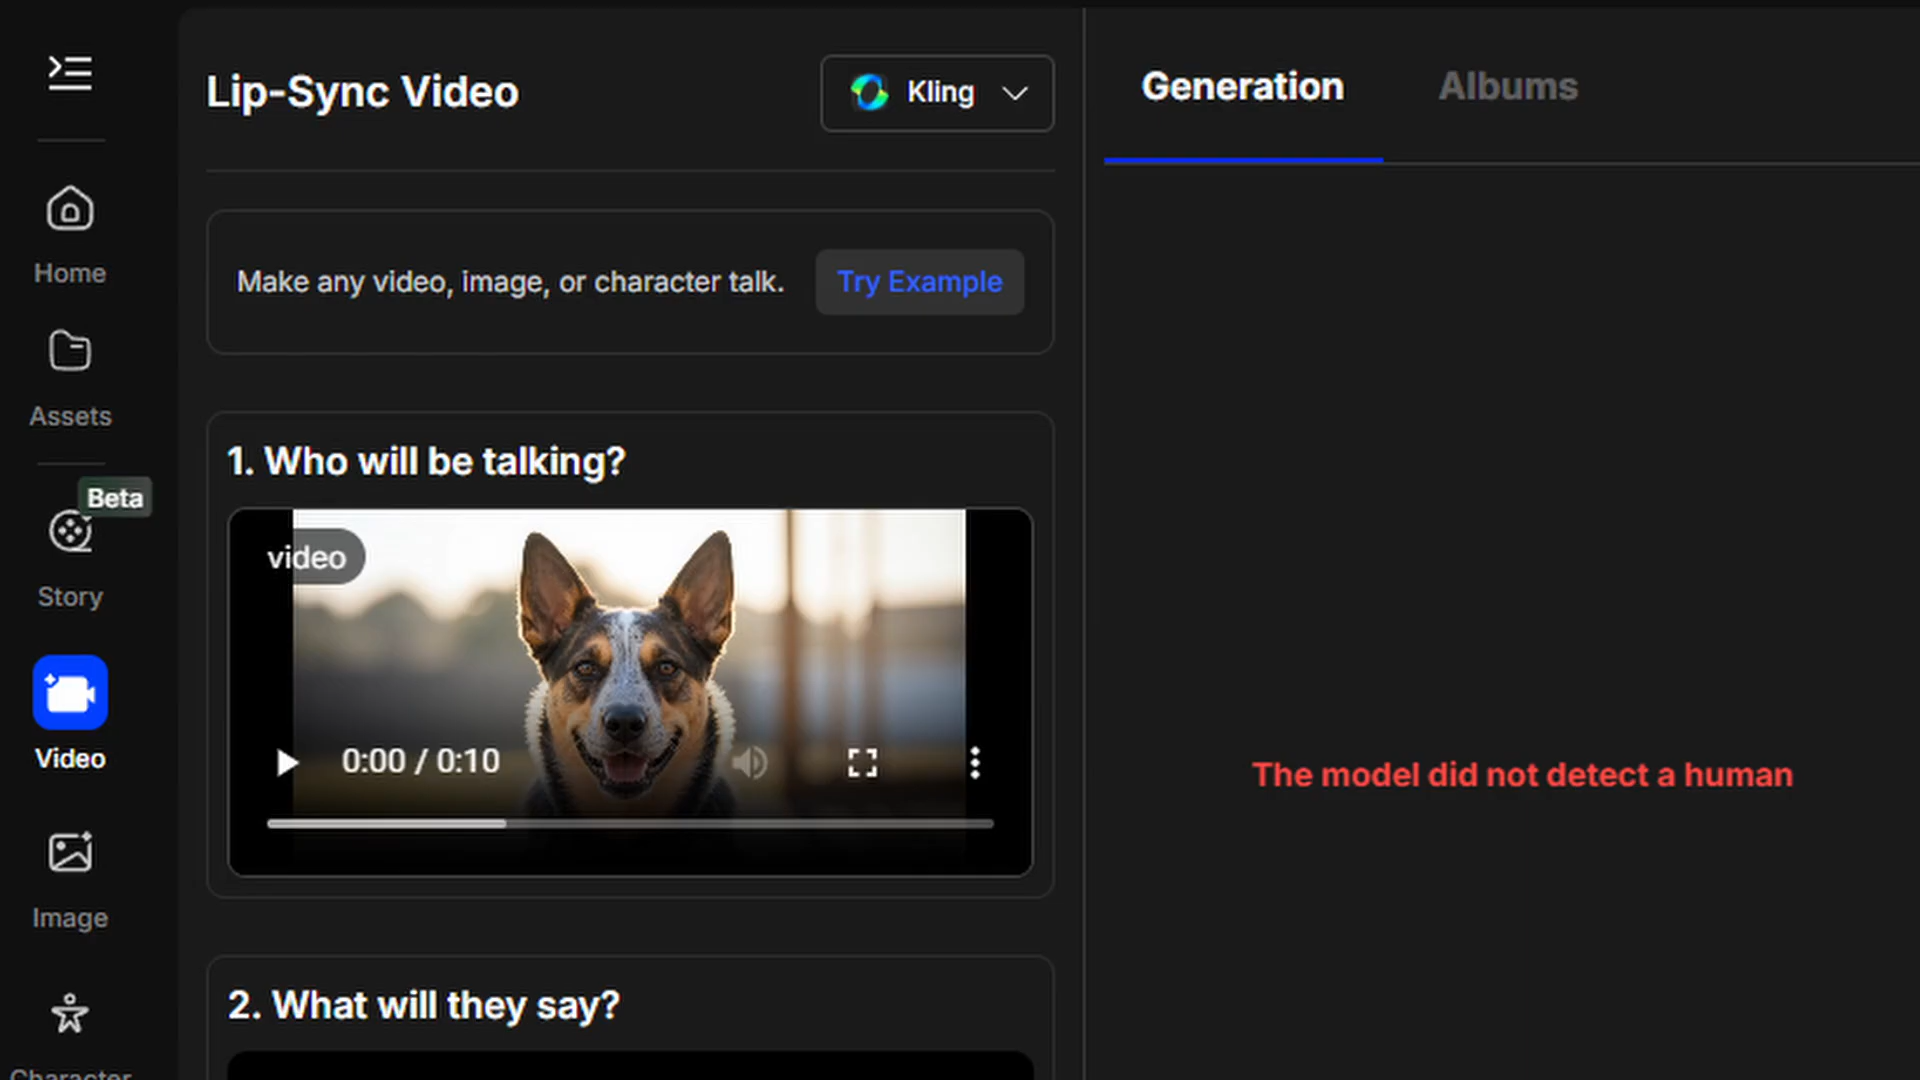 Lip-Sync Video
Kling
Generation
Albums
Home
Assets
Beta
Story
Video
Image
Character
Make any video, image, or character talk.
Try Example
1. Who will be talking?
video
0:00 / 0:10
2. What will they say?
The model did not detect a human